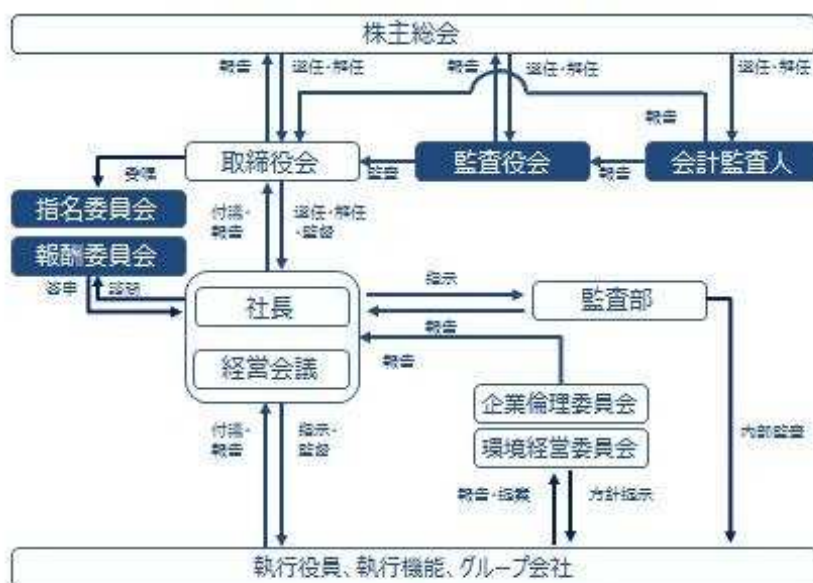 株主総会
報告
選任・解任
報告
選任・解任
選任・解任
報告
取締役会
監査
監査役会
報告
会計監査人
委嘱
指名委員会
報酬委員会
付議・
報告
選任・解任
・監督
答申
諮問
社長
経営会議
指示
報告
監査部
報告
企業倫理委員会
環境経営委員会
内部監査
付議・
報告
指示・
監督
報告・提案
方針指示
執行役員、執行機能、グループ会社